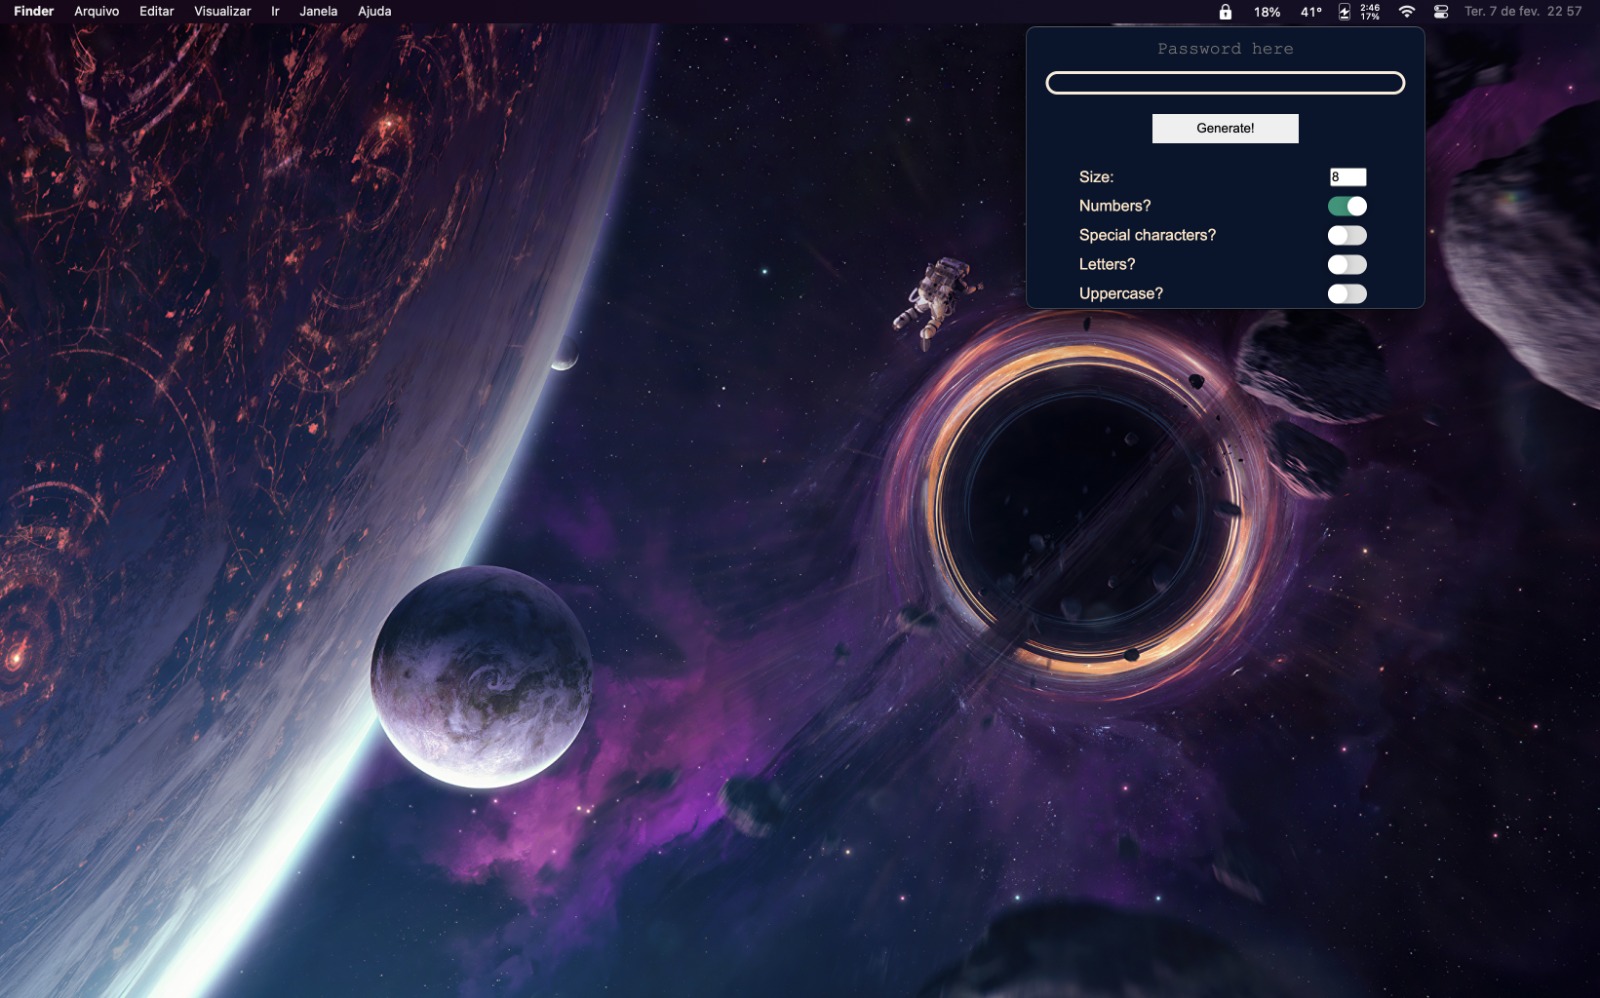 Finder Arquivo Editar Visualizar Ir Janela Ajuda 18% 41° 2:46 17% Ter. 7 de fev. 22 57
Password here
Generate!
Size: 8
Numbers?
Special characters?
Letters?
Uppercase?